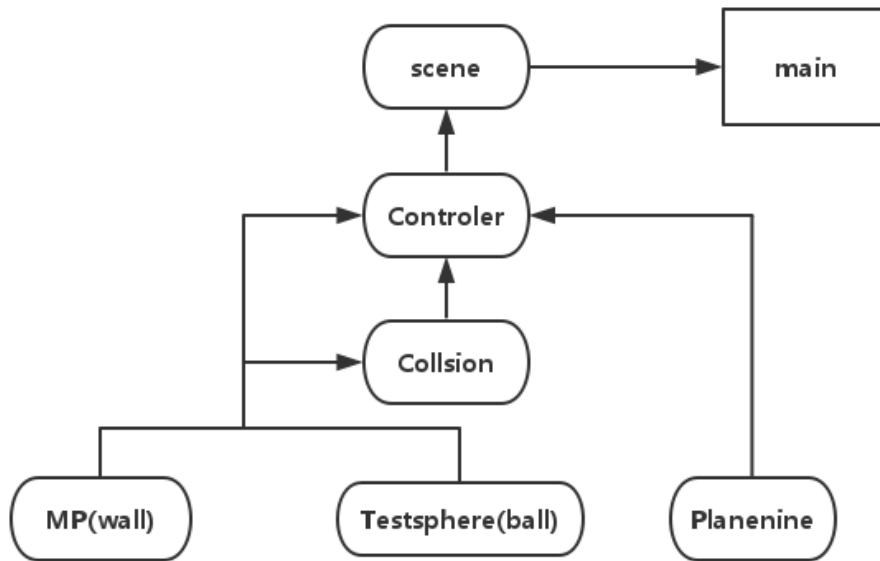 scene
main
Controler
Collsion
MP(wall)
Testsphere(ball)
Planenine